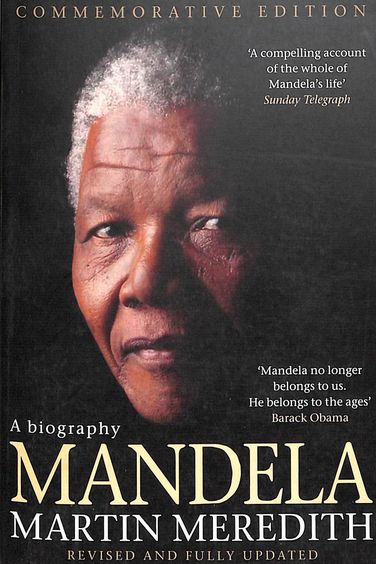 COMMEMORATIVE EDITION
‘A compelling account
of the whole of
Mandela’s life’
Sunday Telegraph
‘Mandela no longer
belongs to us.
He belongs to the ages’
Barack Obama
A biography
MANDELA
MARTIN MEREDITH
REVISED AND FULLY UPDATED